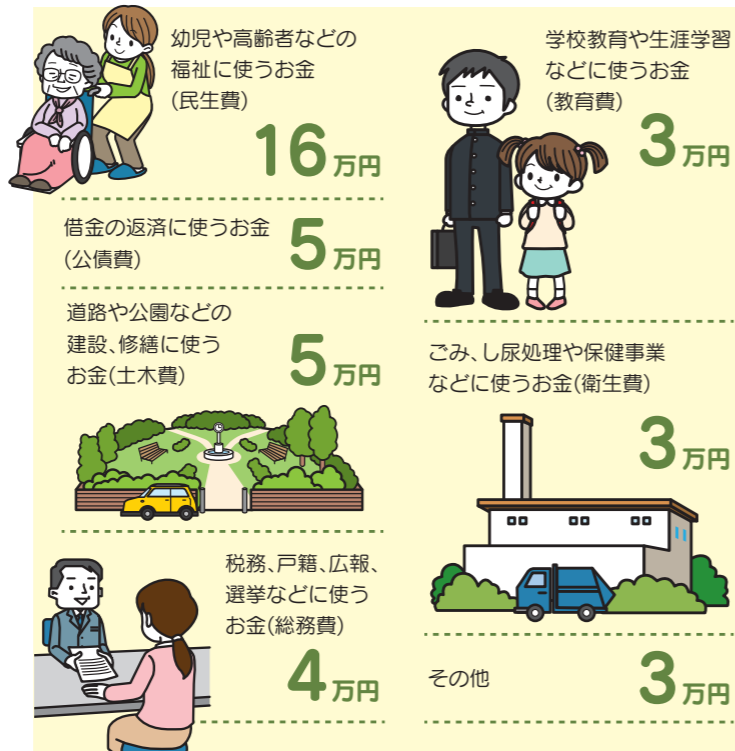 幼児や高齢者などの
福祉に使うお金
(民生費)
16万円
借金の返済に使うお金
(公債費)
5万円
道路や公園などの
建設、修繕に使う
お金(土木費)
5万円
税務、戸籍、広報、
選挙などに使う
お金(総務費)
4万円
学校教育や生涯学習
などに使うお金
(教育費)
3万円
ごみ、し尿処理や保健事業
などに使うお金(衛生費)
3万円
その他
3万円